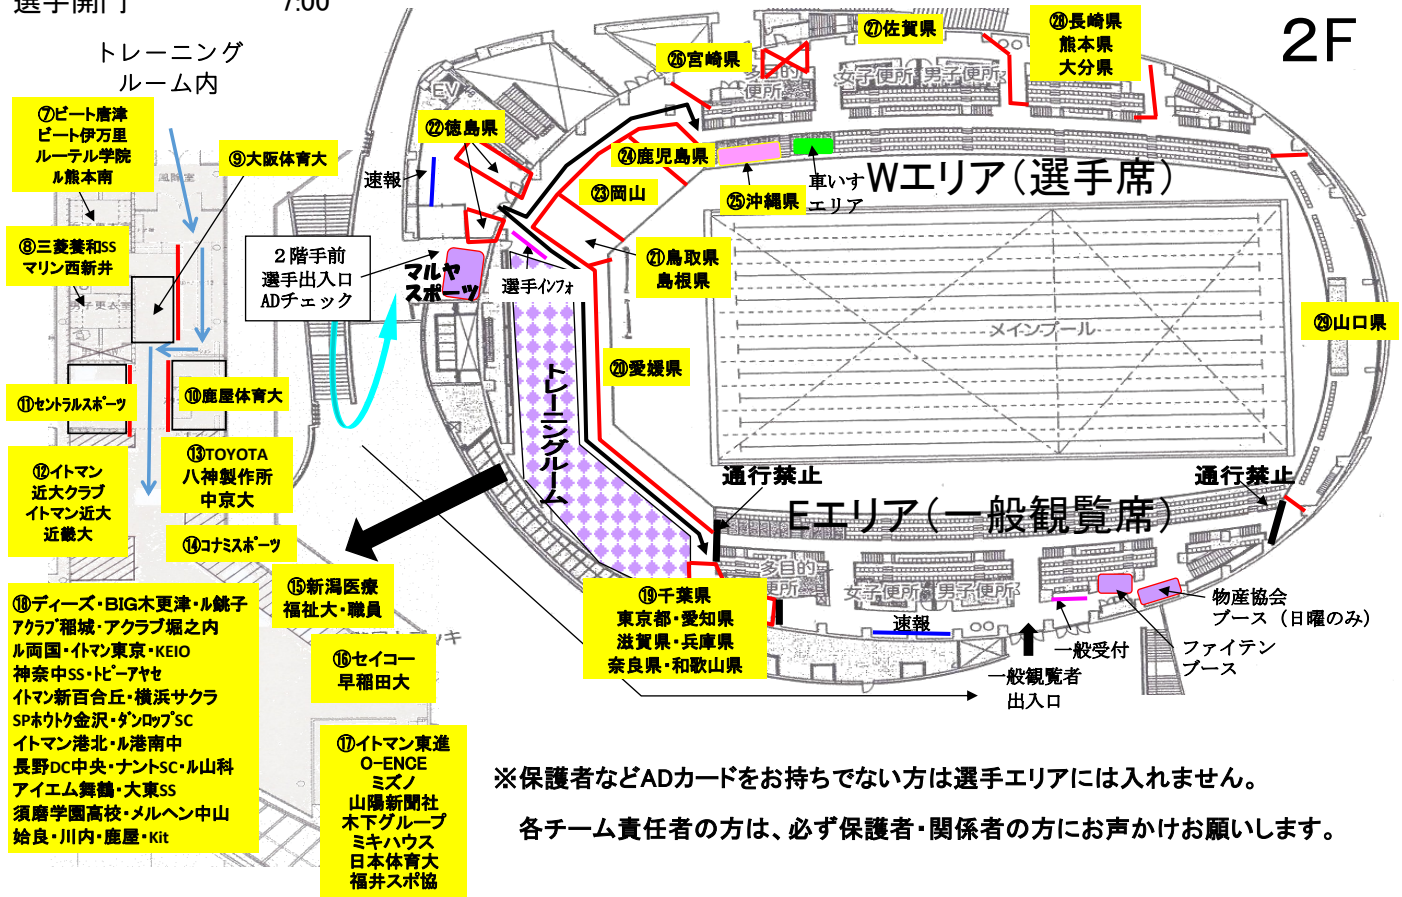 選手開門 7:00
2F
トレーニング
ルーム内
⑦ビート唐津
ビート伊万里
ルーテル学院
ル熊本南
⑨大阪体育大
⑧三菱養和SS
マリン西新井
⑪セントラルスポーツ
⑩鹿屋体育大
⑫イトマン
近大クラブ
イトマン近大
近畿大
⑬TOYOTA
八神製作所
中京大
⑭コナミスポーツ
⑮新潟医療
福祉大・職員
⑯セイコー
早稲田大
⑰イトマン東進
O-ENCE
ミズノ
山陽新聞社
木下グループ
ミキハウス
日本体育大
福井スポ協
⑱ディーズ・BIG木更津・ル銚子
アクラブ稲城・アクラブ堀之内
ル両国・イトマン東京・KEIO
神奈中SS・トピーアヤセ
イトマン新百合丘・横浜サクラ
SPホウトク金沢・ダンロップSC
イトマン港北・ル港南中
長野DC中央・ナントSC・ル山科
アイエム舞鶴・大東SS
須磨学園高校・メルヘン中山
姶良・川内・鹿屋・Kit
EV
速報
㉒徳島県
2階手前
選手出入口
ADチェック
マルヤ
スポーツ
選手インフォ
トレーニングルーム
㉖宮崎県
㉗佐賀県
㉘長崎県
熊本県
大分県
多目的
便所
女子便所
男子便所
㉔鹿児島県
㉓岡山
㉕沖縄県
車いす
エリア
Wエリア(選手席)
㉑鳥取県
島根県
⑳愛媛県
メインプール
㉙山口県
通行禁止
通行禁止
Eエリア(一般観覧席)
多目的
便所
女子便所
男子便所
⑲千葉県
東京都・愛知県
滋賀県・兵庫県
奈良県・和歌山県
速報
一般受付
一般観覧者
出入口
ファイテン
ブース
物産協会
ブース(日曜のみ)
※保護者などADカードをお持ちでない方は選手エリアには入れません。
各チーム責任者の方は、必ず保護者・関係者の方にお声かけお願いします。